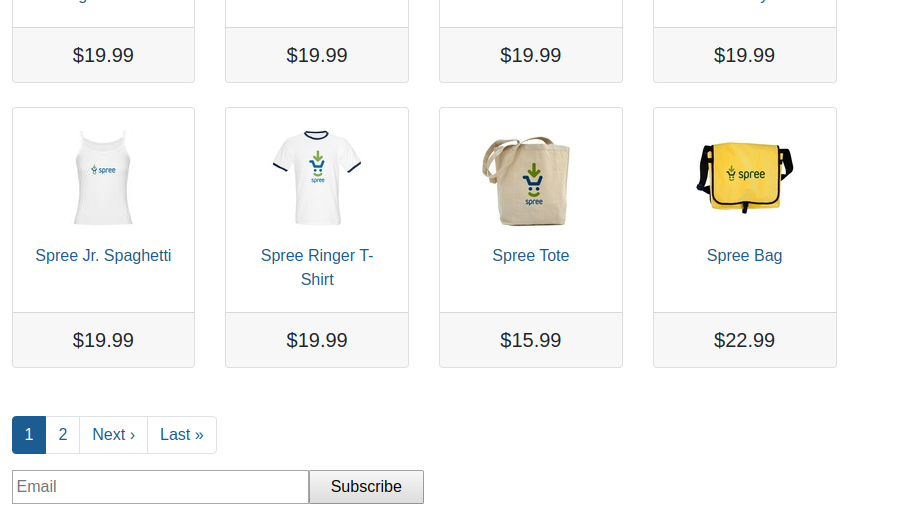 $19.99
$19.99
$19.99
$19.99
spree
spree
spree
spree
Spree Jr. Spaghetti
Spree Ringer T-
Shirt
Spree Tote
Spree Bag
$19.99
$19.99
$15.99
$22.99
1 2 Next › Last »
Email Subscribe